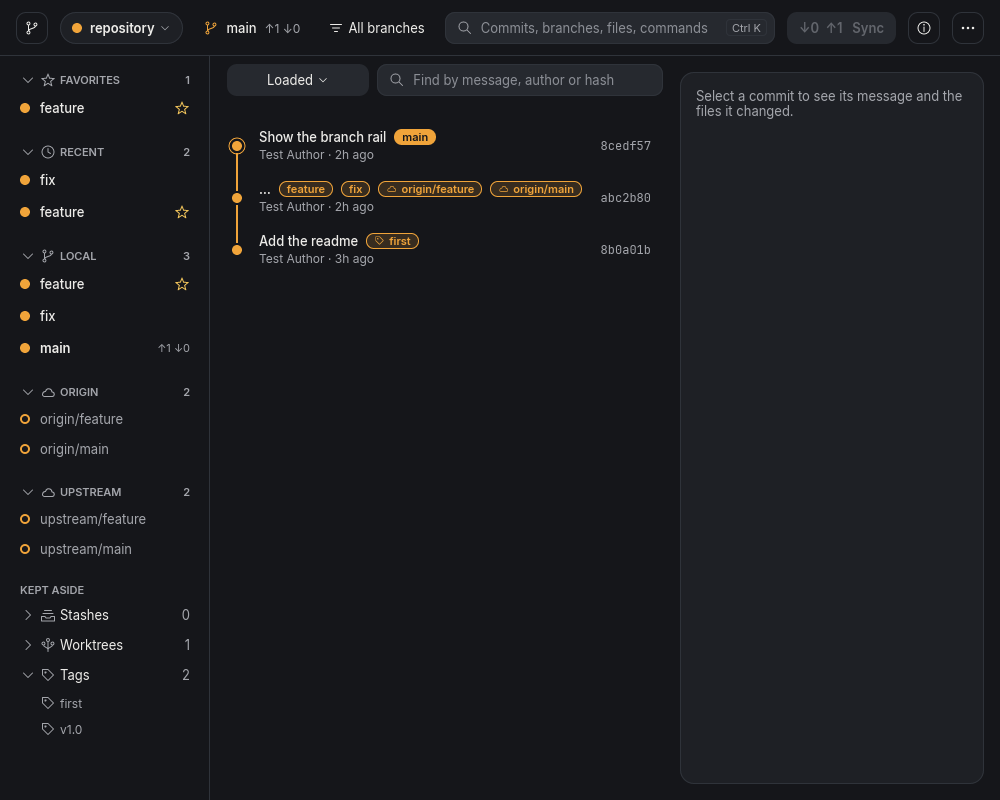 repository
main ↑1 ↓0
All branches
Commits, branches, files, commands Ctrl K
↓0 ↑1 Sync
FAVORITES 1
feature
RECENT 2
fix
feature
LOCAL 3
feature
fix
main ↑1 ↓0
ORIGIN 2
origin/feature
origin/main
UPSTREAM 2
upstream/feature
upstream/main
KEPT ASIDE
Stashes 0
Worktrees 1
Tags 2
first
v1.0
Loaded
Find by message, author or hash
Show the branch rail main
Test Author · 2h ago
8cedf57
... feature fix origin/feature origin/main
Test Author · 2h ago
abc2b80
Add the readme first
Test Author · 3h ago
8b0a01b
Select a commit to see its message and the
files it changed.